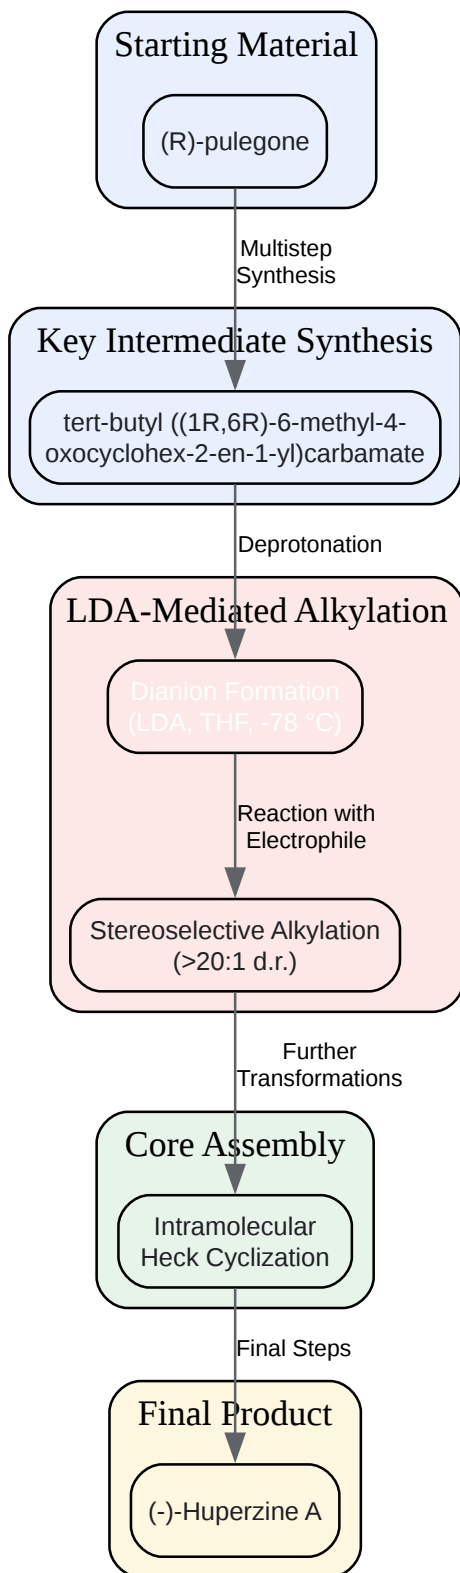 Starting Material
(R)-pulegone
Multistep
Synthesis
Key Intermediate Synthesis
tert-butyl ((1R,6R)-6-methyl-4-
oxocyclohex-2-en-1-yl)carbamate
Deprotonation
LDA-Mediated Alkylation
Dianion Formation
(LDA, THF, -78 °C)
Reaction with
Electrophile
Stereoselective Alkylation
(>20:1 d.r.)
Further
Transformations
Core Assembly
Intramolecular
Heck Cyclization
Final Steps
Final Product
(-)-Huperzine A